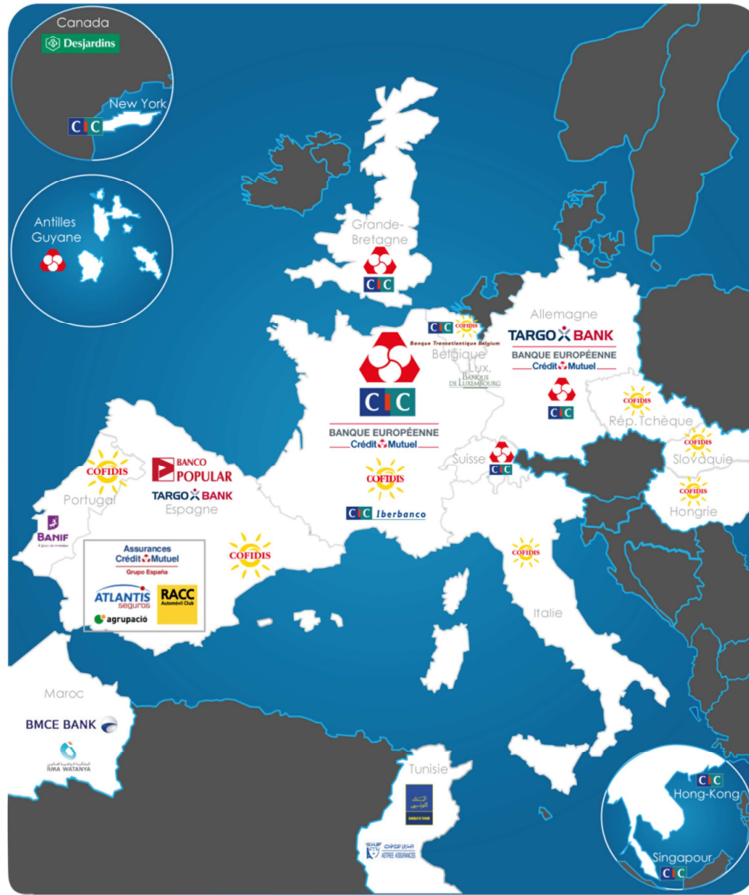 Canada
Desjardins
New York
CIC
Antilles
Guyane
Grande-
Bretagne
CIC
CIC COFIDIS
Banque Transatlantique Belgium
Belgique
Lux.
BANQUE
DE LUXEMBOURG
Allemagne
TARGO BANK
BANQUE EUROPÉENNE
Crédit Mutuel
CIC
CIC
BANQUE EUROPÉENNE
Crédit Mutuel
COFIDIS
CIC Iberbanco
Suisse
CIC
COFIDIS
Rép. Tchèque
COFIDIS
Slovaquie
COFIDIS
Hongrie
COFIDIS
Portugal
BANIF
BANCO
POPULAR
TARGO BANK
Espagne
Assurances
Crédit Mutuel
Grupo España
ATLANTIS
seguros
RACC
Automóvil Club
agrupació
COFIDIS
COFIDIS
Italie
Maroc
BMCE BANK
RMA WATANYA
Tunisie
ASTREE ASSURANCES
CIC
Hong-Kong
Singapour
CIC